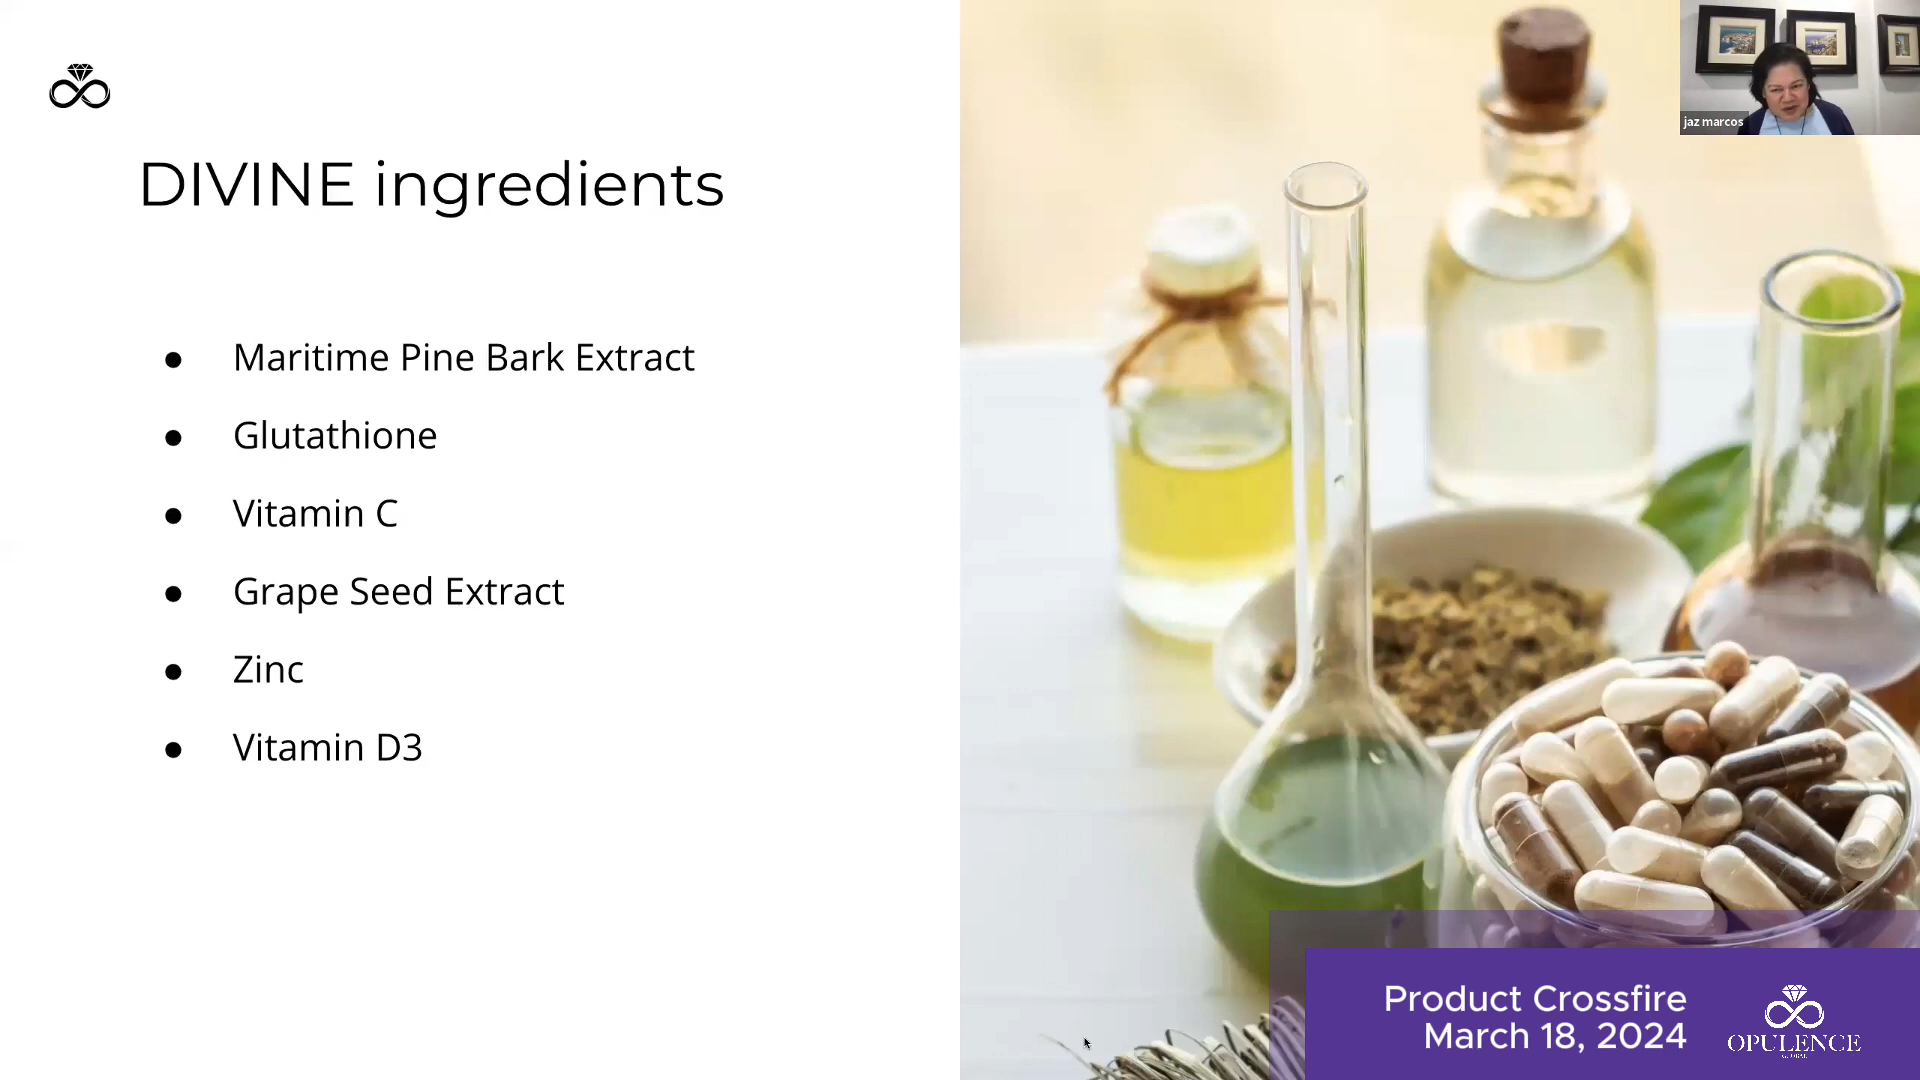 jaz marcos
DIVINE ingredients
● Maritime Pine Bark Extract
● Glutathione
● Vitamin C
● Grape Seed Extract
● Zinc
● Vitamin D3
Product Crossfire
March 18, 2024
OPULENCE
GLOBAL